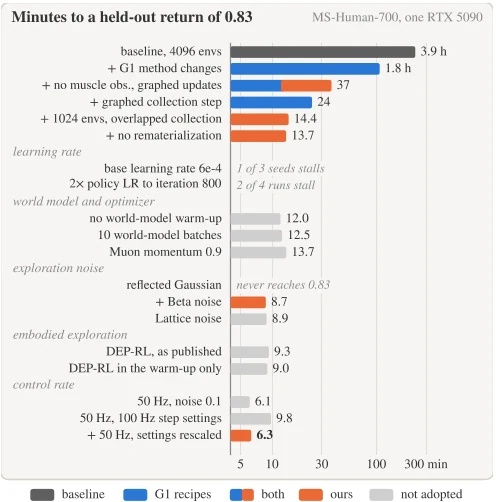 Minutes to a held-out return of 0.83 MS-Human-700, one RTX 5090
baseline, 4096 envs 3.9 h
+ G1 method changes 1.8 h
+ no muscle obs., graphed updates 37
+ graphed collection step 24
+ 1024 envs, overlapped collection 14.4
+ no rematerialization 13.7
learning rate
base learning rate 6e-4 1 of 3 seeds stalls
2× policy LR to iteration 800 2 of 4 runs stall
world model and optimizer
no world-model warm-up 12.0
10 world-model batches 12.5
Muon momentum 0.9 13.7
exploration noise
reflected Gaussian never reaches 0.83
+ Beta noise 8.7
Lattice noise 8.9
embodied exploration
DEP-RL, as published 9.3
DEP-RL in the warm-up only 9.0
control rate
50 Hz, noise 0.1 6.1
50 Hz, 100 Hz step settings 9.8
+ 50 Hz, settings rescaled 6.3
5 10 30 100 300 min
baseline G1 recipes both ours not adopted